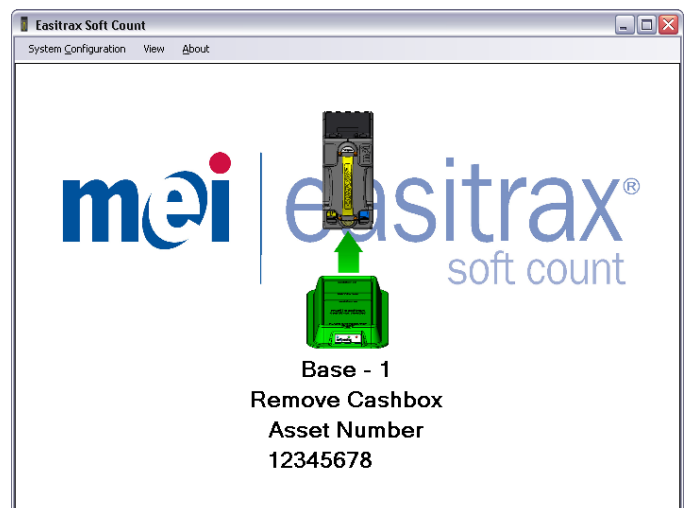 Easitrax Soft Count
System Configuration View About
mei easitrax®
soft count
Base - 1
Remove Cashbox
Asset Number
12345678